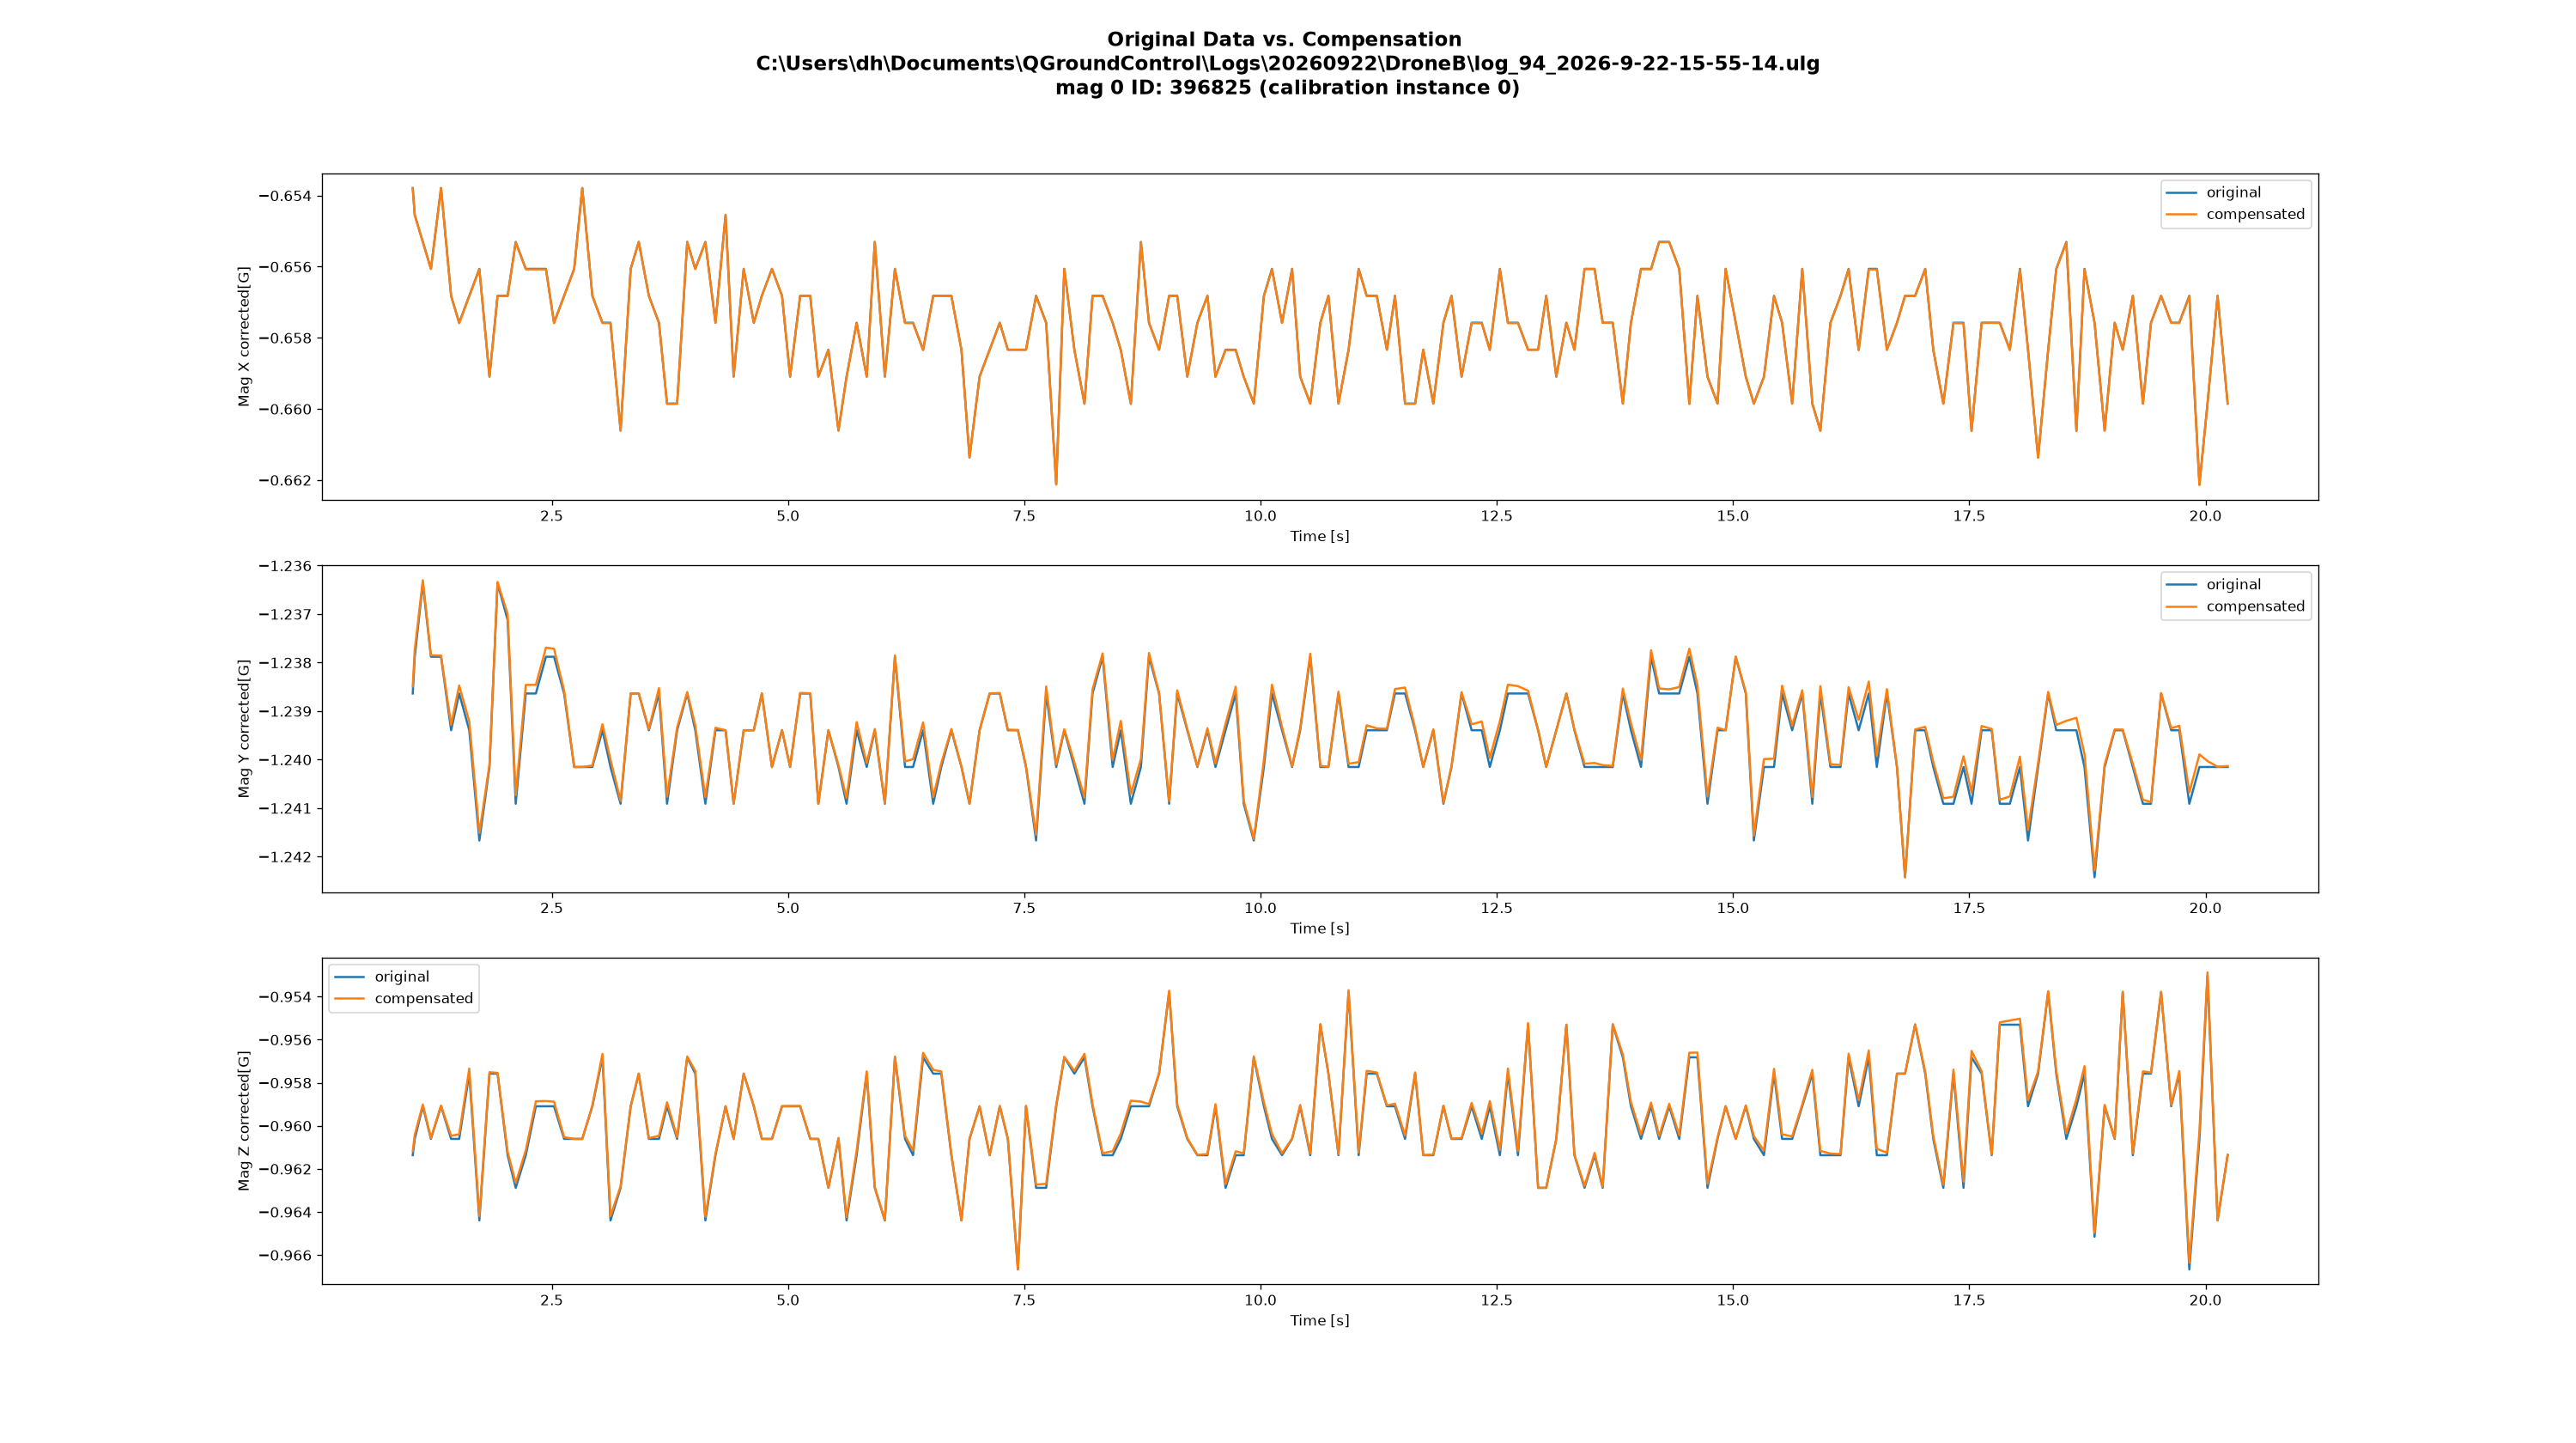 Original Data vs. Compensation
C:\Users\dh\Documents\QGroundControl\Logs\20260922\DroneB\log_94_2026-9-22-15-55-14.ulg
mag 0 ID: 396825 (calibration instance 0)
original
compensated
Mag X corrected[G]
−0.654
−0.656
−0.658
−0.660
−0.662
2.5 5.0 7.5 10.0 12.5 15.0 17.5 20.0
Time [s]
original
compensated
Mag Y corrected[G]
−1.236
−1.237
−1.238
−1.239
−1.240
−1.241
−1.242
2.5 5.0 7.5 10.0 12.5 15.0 17.5 20.0
Time [s]
original
compensated
Mag Z corrected[G]
−0.954
−0.956
−0.958
−0.960
−0.962
−0.964
−0.966
2.5 5.0 7.5 10.0 12.5 15.0 17.5 20.0
Time [s]